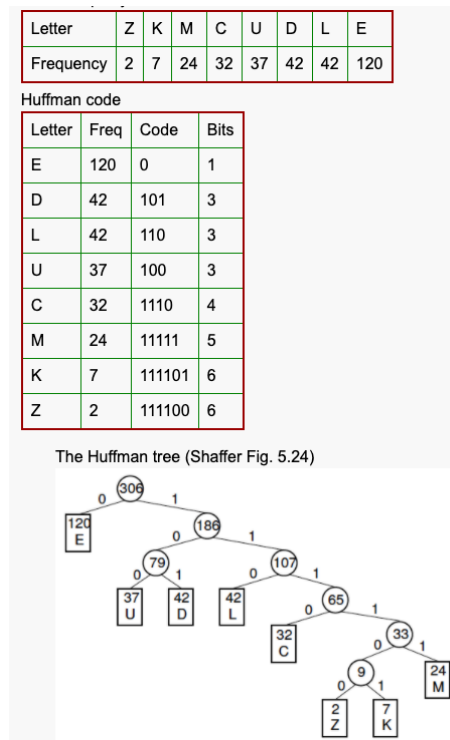 Letter Z K M C U D L E
Frequency 2 7 24 32 37 42 42 120
Huffman code
Letter Freq Code Bits
E 120 0 1
D 42 101 3
L 42 110 3
U 37 100 3
C 32 1110 4
M 24 11111 5
K 7 111101 6
Z 2 111100 6
The Huffman tree (Shaffer Fig. 5.24)
306
0 1
120
E
186
0 1
79
107
0 1
0 1
37
U
42
D
42
L
65
0 1
32
C
33
0 1
9
24
M
0 1
2
Z
7
K